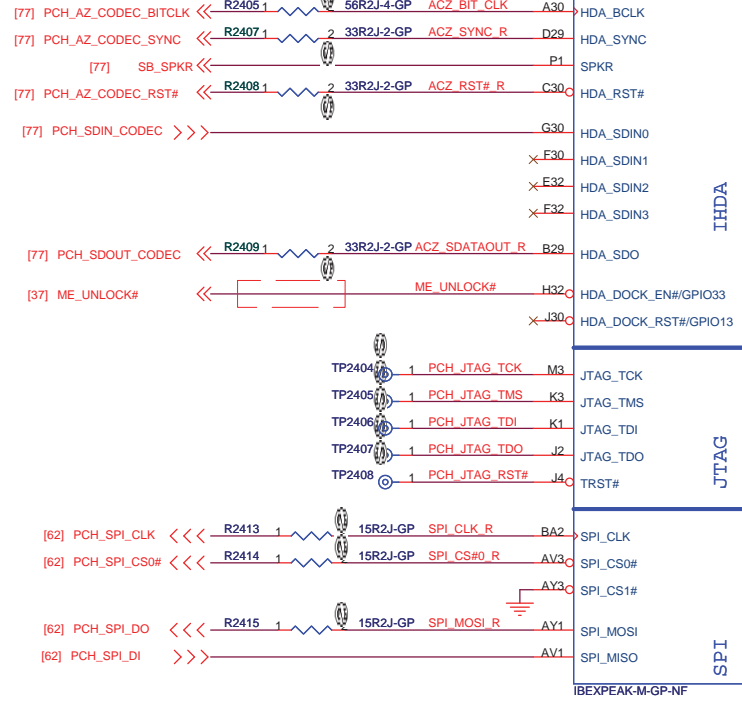 [77] PCH_AZ_CODEC_BITCLK R2405 1 56R2J-4-GP ACZ_BIT_CLK A30 HDA_BCLK
[77] PCH_AZ_CODEC_SYNC R2407 1 2 33R2J-2-GP ACZ_SYNC_R D29 HDA_SYNC
[77] SB_SPKR P1 SPKR
[77] PCH_AZ_CODEC_RST# R2408 1 2 33R2J-2-GP ACZ_RST#_R C30 HDA_RST#
[77] PCH_SDIN_CODEC G30 HDA_SDIN0
F30 HDA_SDIN1
E32 HDA_SDIN2
F32 HDA_SDIN3
IHDA
[77] PCH_SDOUT_CODEC R2409 1 2 33R2J-2-GP ACZ_SDATAOUT_R B29 HDA_SDO
[37] ME_UNLOCK# ME_UNLOCK# H32 HDA_DOCK_EN#/GPIO33
J30 HDA_DOCK_RST#/GPIO13
TP2404 1 PCH_JTAG_TCK M3 JTAG_TCK
TP2405 1 PCH_JTAG_TMS K3 JTAG_TMS
TP2406 1 PCH_JTAG_TDI K1 JTAG_TDI
TP2407 1 PCH_JTAG_TDO J2 JTAG_TDO
TP2408 1 PCH_JTAG_RST# J4 TRST#
JTAG
[62] PCH_SPI_CLK R2413 1 15R2J-GP SPI_CLK_R BA2 SPI_CLK
[62] PCH_SPI_CS0# R2414 1 2 15R2J-GP SPI_CS#0_R AV3 SPI_CS0#
AY3 SPI_CS1#
[62] PCH_SPI_DO R2415 1 2 15R2J-GP SPI_MOSI_R AY1 SPI_MOSI
[62] PCH_SPI_DI AV1 SPI_MISO
SPI
IBEXPEAK-M-GP-NF